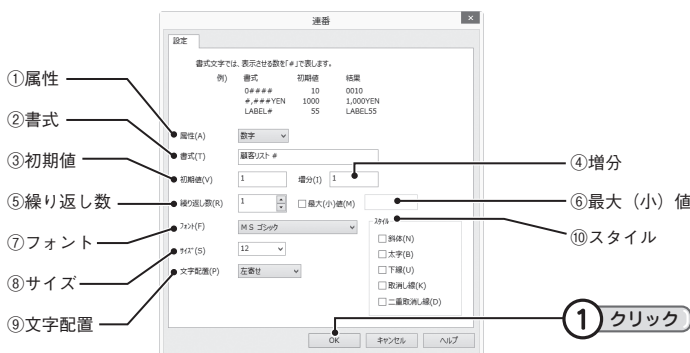 連番
×
設定
書式文字では、表示させる数を「#」で表します。
例) 書式 初期値 結果
0#### 10 0010
#,###YEN 1000 1,000YEN
LABEL# 55 LABEL55
①属性
属性(A) 数字
②書式
書式(T) 顧客リスト #
③初期値 ④増分
初期値(V) 1 増分(I) 1
⑤繰り返し数 ⑥最大（小）値
繰り返し数(R) 1 最大(小)値(M)
⑦フォント ⑩スタイル
フォント(F) ＭＳ ゴシック スタイル
斜体(N)
⑧サイズ
サイズ(S) 12 太字(B)
⑨文字配置
文字配置(P) 左寄せ 下線(U)
取消し線(K)
二重取消し線(D)
OK キャンセル ヘルプ
1 クリック